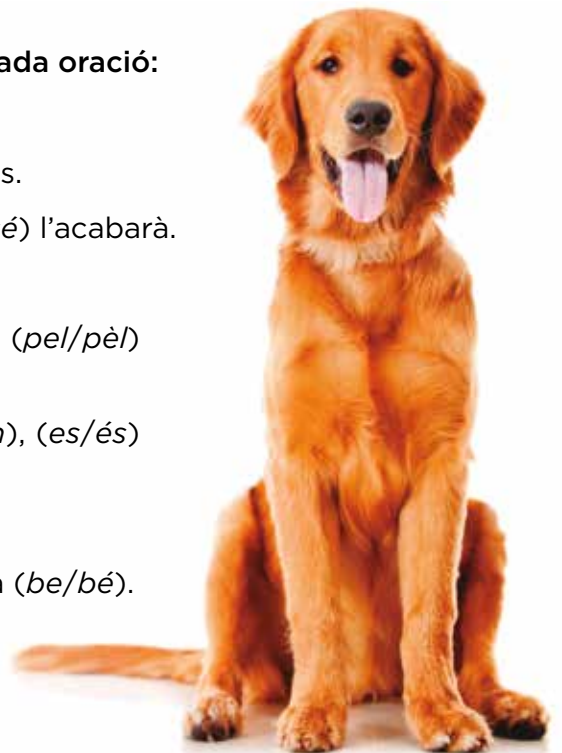 ada oració:
s.
é) l’acabarà.
(pel/pèl)
n), (es/és)
(be/bé).